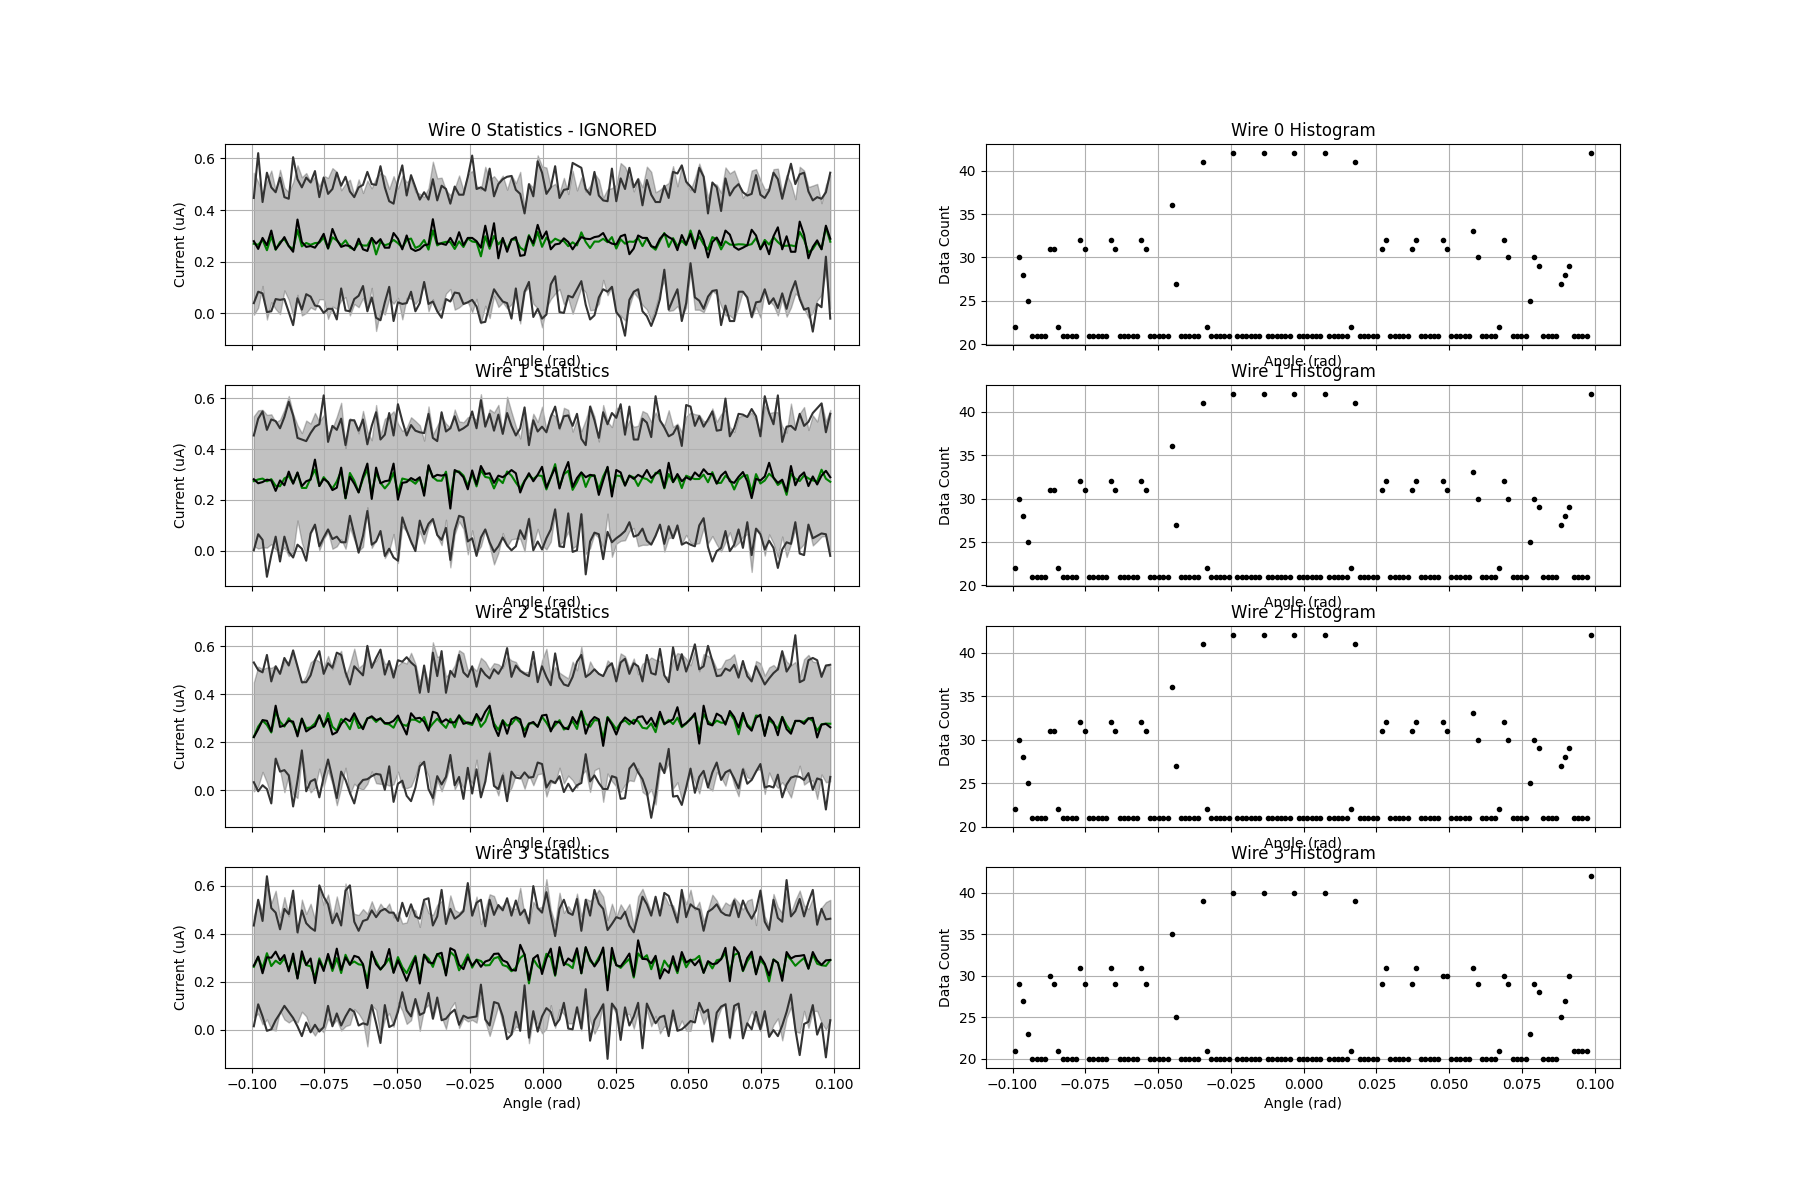 Wire 0 Statistics - IGNORED
Wire 0 Histogram
Current (uA)
0.6
0.4
0.2
0.0
Angle (rad)
Data Count
40
35
30
25
20
Angle (rad)
Wire 1 Statistics
Wire 1 Histogram
Current (uA)
0.6
0.4
0.2
0.0
Angle (rad)
Data Count
40
35
30
25
20
Angle (rad)
Wire 2 Statistics
Wire 2 Histogram
Current (uA)
0.6
0.4
0.2
0.0
Angle (rad)
Data Count
40
35
30
25
20
Angle (rad)
Wire 3 Statistics
Wire 3 Histogram
Current (uA)
0.6
0.4
0.2
0.0
−0.100 −0.075 −0.050 −0.025 0.000 0.025 0.050 0.075 0.100
Angle (rad)
Data Count
40
35
30
25
20
−0.100 −0.075 −0.050 −0.025 0.000 0.025 0.050 0.075 0.100
Angle (rad)